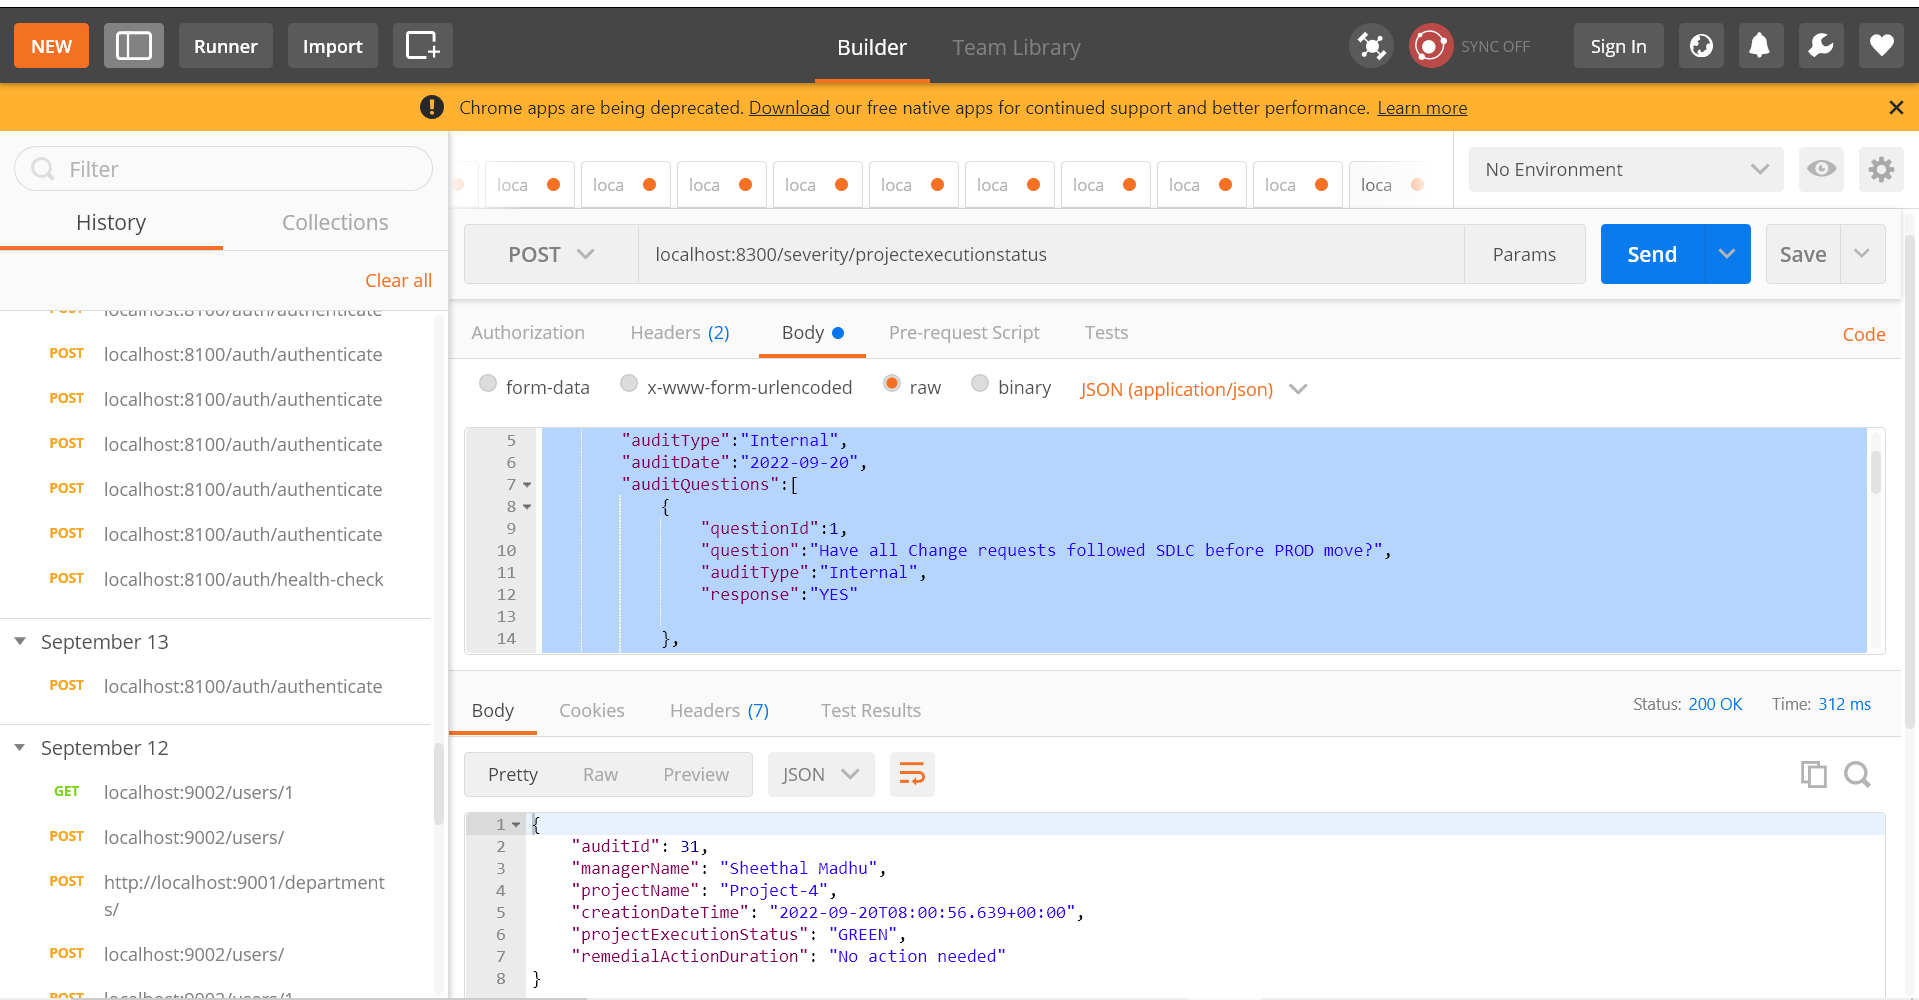 NEW
Runner
Import
Builder
Team Library
SYNC OFF
Sign In
Chrome apps are being deprecated. Download our free native apps for continued support and better performance. Learn more
Filter
History
Collections
Clear all
localhost:8100/auth/authenticate
POST localhost:8100/auth/authenticate
POST localhost:8100/auth/authenticate
POST localhost:8100/auth/authenticate
POST localhost:8100/auth/authenticate
POST localhost:8100/auth/authenticate
POST localhost:8100/auth/health-check
September 13
POST localhost:8100/auth/authenticate
September 12
GET localhost:9002/users/1
POST localhost:9002/users/
POST http://localhost:9001/department
s/
POST localhost:9002/users/
POST localhost:9002/users/1
loca loca loca loca loca loca loca loca loca loca
No Environment
POST localhost:8300/severity/projectexecutionstatus Params Send Save
Authorization Headers (2) Body Pre-request Script Tests Code
form-data x-www-form-urlencoded raw binary JSON (application/json)
5 "auditType":"Internal",
6 "auditDate":"2022-09-20",
7 "auditQuestions":[
8 {
9 "questionId":1,
10 "question":"Have all Change requests followed SDLC before PROD move?",
11 "auditType":"Internal",
12 "response":"YES"
13
14 },
Body Cookies Headers (7) Test Results Status: 200 OK Time: 312 ms
Pretty Raw Preview JSON
1 {
2 "auditId": 31,
3 "managerName": "Sheethal Madhu",
4 "projectName": "Project-4",
5 "creationDateTime": "2022-09-20T08:00:56.639+00:00",
6 "projectExecutionStatus": "GREEN",
7 "remedialActionDuration": "No action needed"
8 }